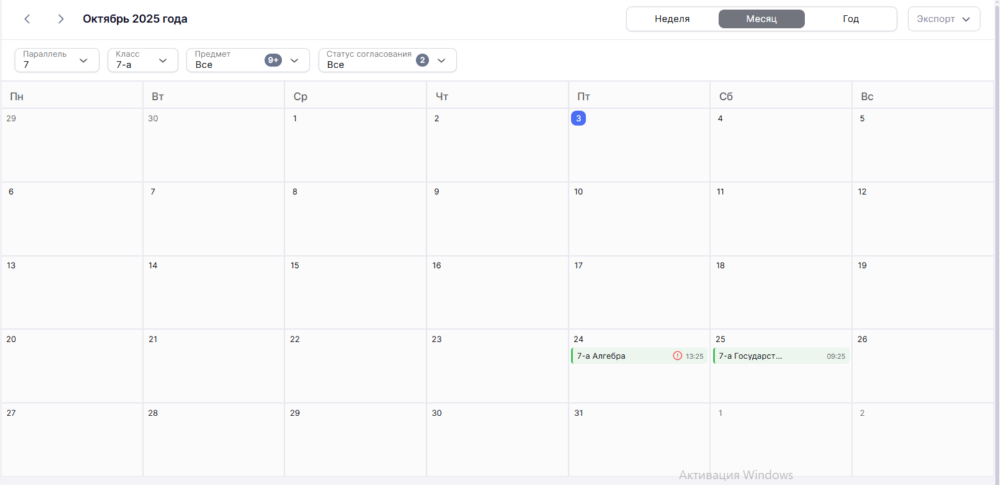 Октябрь 2025 года Неделя Месяц Год Экспорт
Параллель Класс Предмет Статус согласования
7 7-а Все 9+ Все 2
Пн Вт Ср Чт Пт Сб Вс
29 30 1 2 3 4 5
6 7 8 9 10 11 12
13 14 15 16 17 18 19
20 21 22 23 24 25 26
7-а Алгебра 13:25 7-а Государст... 09:25
27 28 29 30 31 1 2
Активация Windows